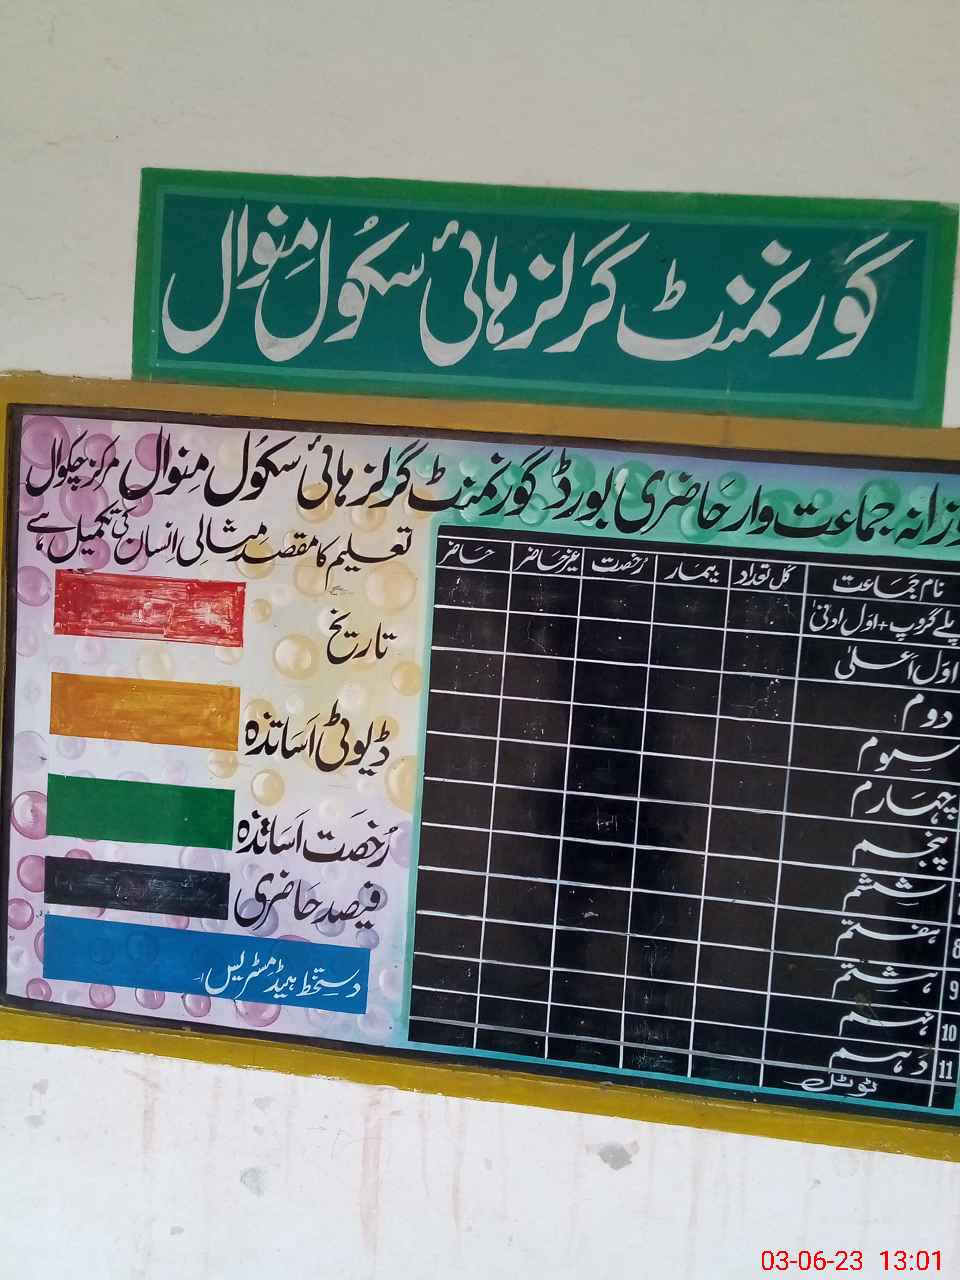 گورنمنٹ گرلز ہائی سکول منوال
روزانہ جماعت وار حاضری بورڈ گورنمنٹ گرلز ہائی سکول منوال مرکز چکوال
تعلیم کا مقصد مثالی انسان کی تکمیل ہے
تاریخ
ڈیوٹی اساتذہ
رخصت اساتذہ
فیصد حاضری
دستخط ہیڈ مسٹریس
نام جماعت کل تعداد بیمار رخصت غیر حاضر حاضر
پلے گروپ + اول ادنیٰ
اول اعلیٰ
دوم
سوم
چہارم
پنجم
ششم
ہفتم
8
ہشتم
9
نہم
10
دہم
11
ٹوٹل
03-06-23 13:01